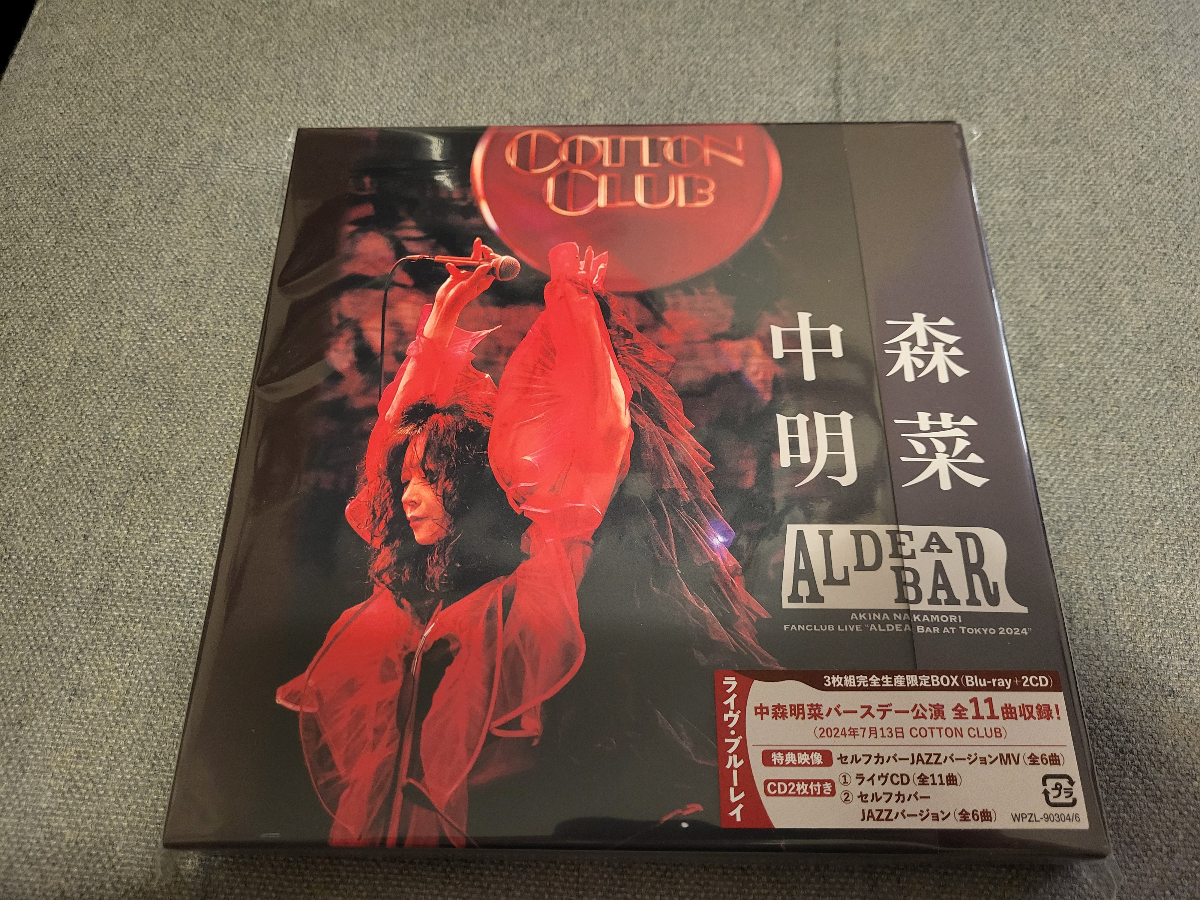 COTTON
CLUB
中森
明菜
ALDEA
BAR
AKINA NAKAMORI
FANCLUB LIVE "ALDEA BAR AT TOKYO 2024"
ライヴ・ブルーレイ
3枚組完全生産限定BOX(Blu-ray+2CD)
中森明菜バースデー公演 全11曲収録!
(2024年7月13日 COTTON CLUB)
特典映像 セルフカバーJAZZバージョンMV(全6曲)
CD2枚付き ① ライヴCD(全11曲)
② セルフカバー
JAZZバージョン(全6曲)
プラ
WPZL-90304/6